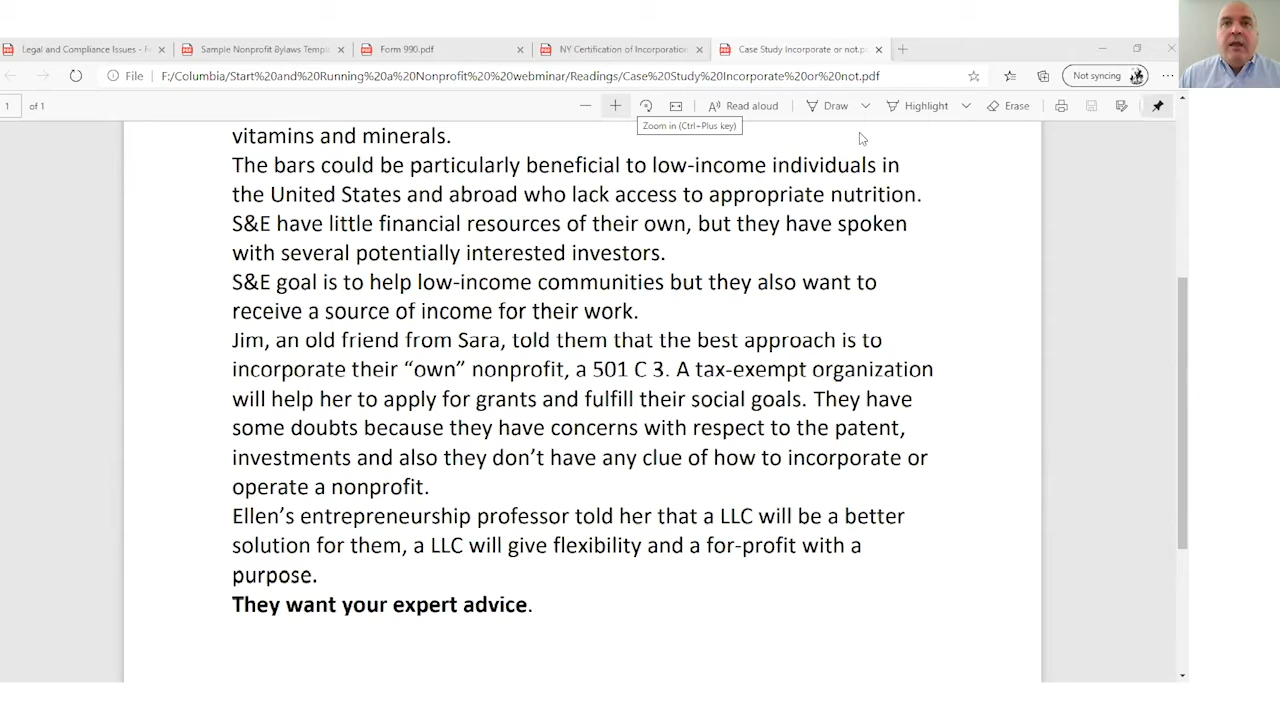 Legal and Compliance Issues - Re
Sample Nonprofit Bylaws Templ
Form 990.pdf
NY Certification of Incorporation
Case Study Incorporate or not.p
File
F:/Columbia/Start%20and%20Running%20a%20Nonprofit%20%20webminar/Readings/Case%20Study%20Incorporate%20or%20not.pdf
Not syncing
1 of 1
Read aloud
Draw
Highlight
Erase
Zoom in (Ctrl+Plus key)
vitamins and minerals.
The bars could be particularly beneficial to low-income individuals in
the United States and abroad who lack access to appropriate nutrition.
S&E have little financial resources of their own, but they have spoken
with several potentially interested investors.
S&E goal is to help low-income communities but they also want to
receive a source of income for their work.
Jim, an old friend from Sara, told them that the best approach is to
incorporate their “own” nonprofit, a 501 C 3. A tax-exempt organization
will help her to apply for grants and fulfill their social goals. They have
some doubts because they have concerns with respect to the patent,
investments and also they don’t have any clue of how to incorporate or
operate a nonprofit.
Ellen’s entrepreneurship professor told her that a LLC will be a better
solution for them, a LLC will give flexibility and a for-profit with a
purpose.
They want your expert advice.